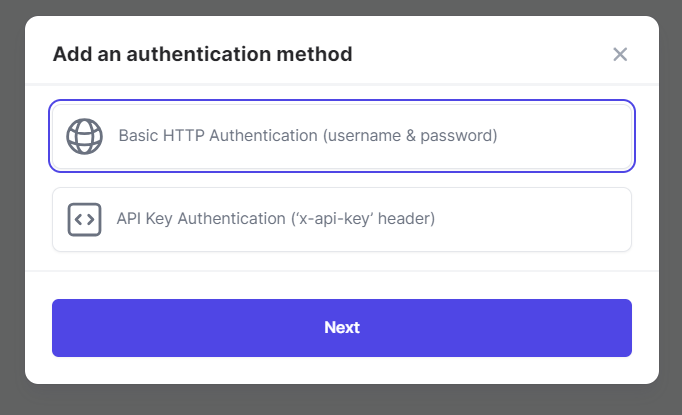 Add an authentication method
Basic HTTP Authentication (username & password)
API Key Authentication (‘x-api-key’ header)
Next